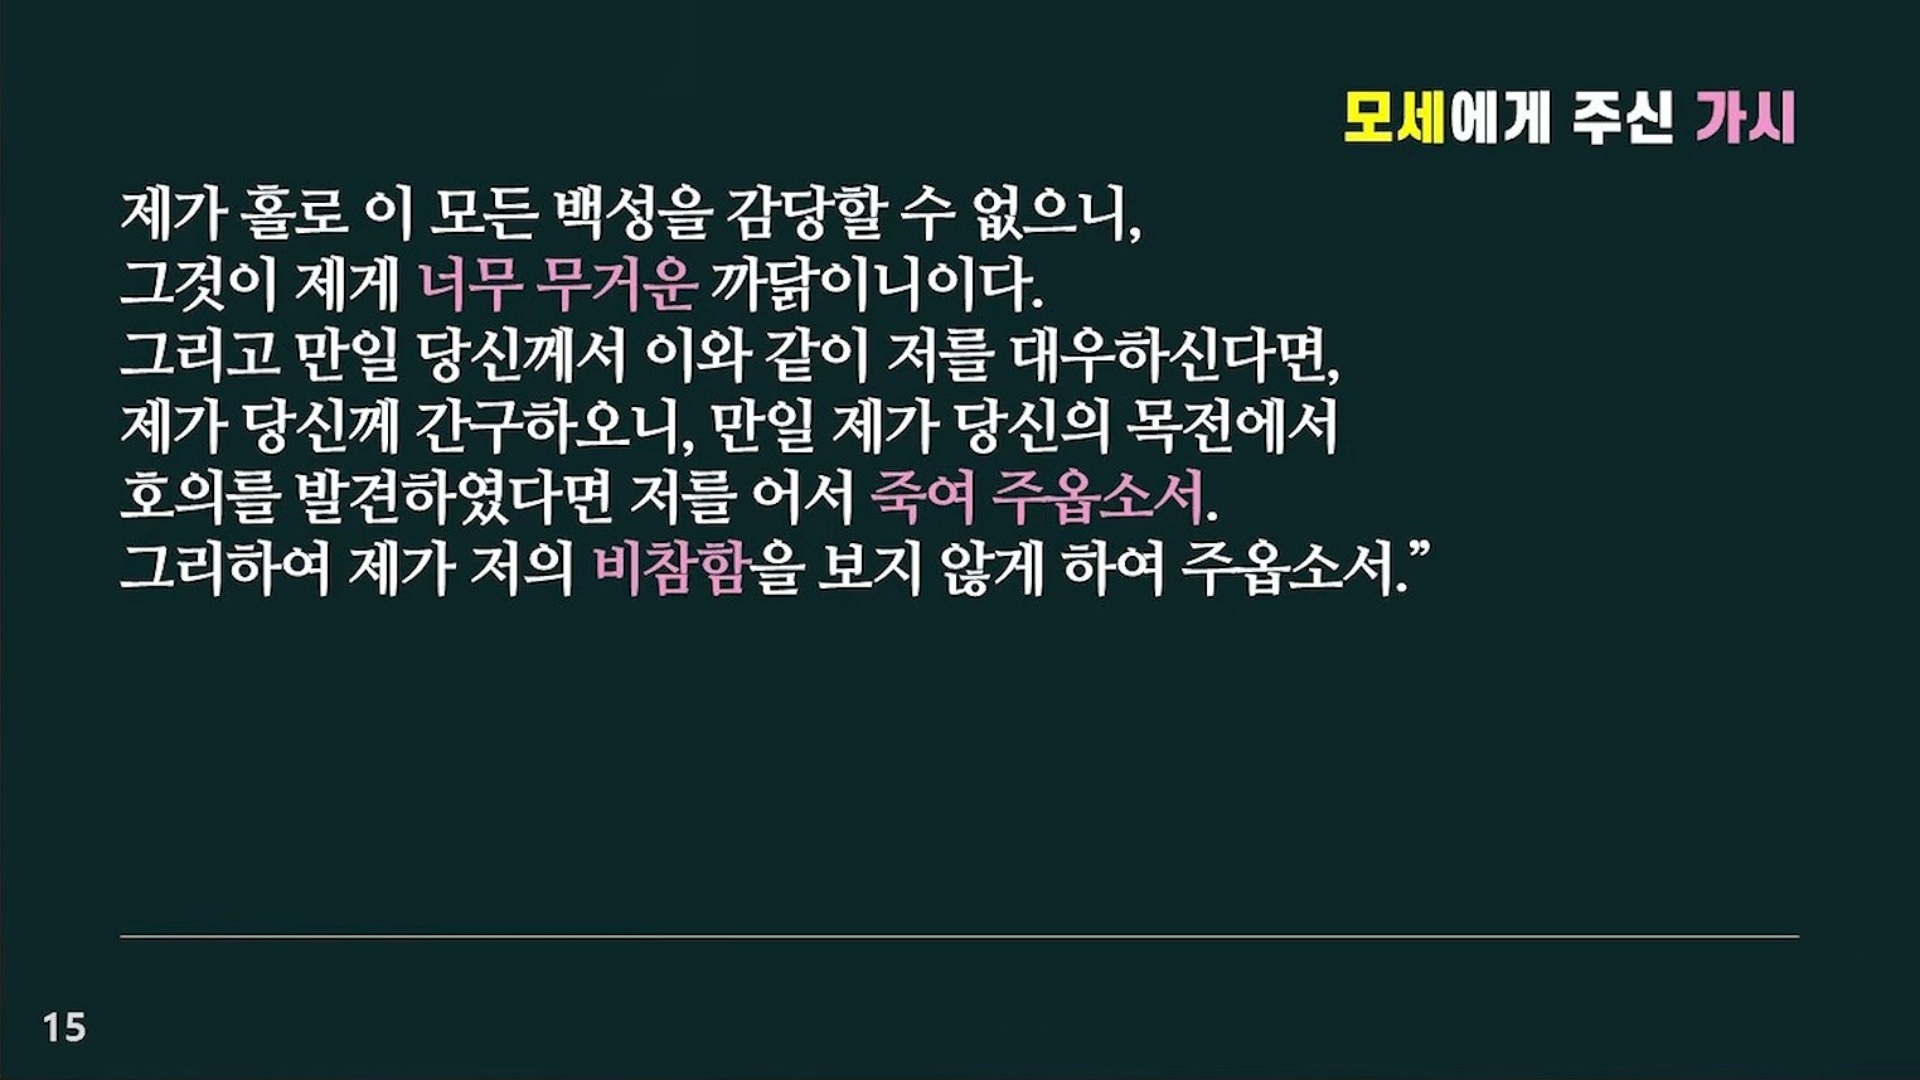 모세에게 주신 가시
제가 홀로 이 모든 백성을 감당할 수 없으니,
그것이 제게 너무 무거운 까닭이니이다.
그리고 만일 당신께서 이와 같이 저를 대우하신다면,
제가 당신께 간구하오니, 만일 제가 당신의 목전에서
호의를 발견하였다면 저를 어서 죽여 주옵소서.
그리하여 제가 저의 비참함을 보지 않게 하여 주옵소서.”
15